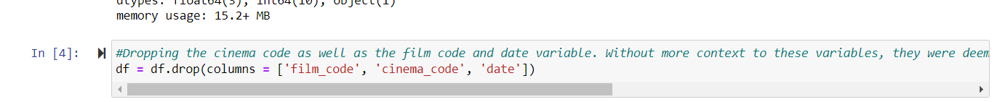 dtypes: float64(3), int64(10), object(1)
memory usage: 15.2+ MB
In [4]:
#Dropping the cinema code as well as the film code and date variable. Without more context to these variables, they were
df = df.drop(columns = ['film_code', 'cinema_code', 'date'])